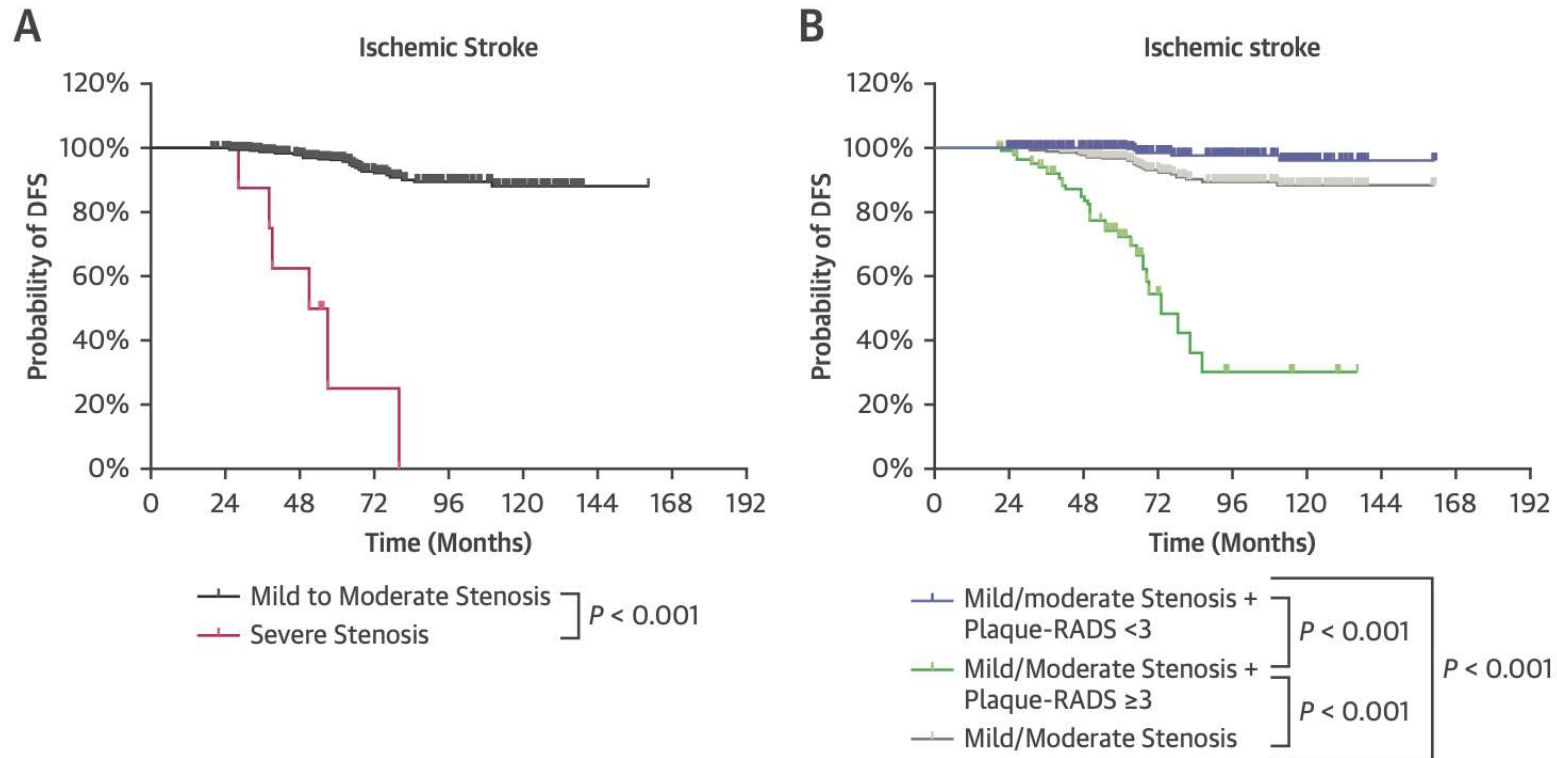 A
Ischemic Stroke
120%
100%
80%
60%
40%
20%
0%
Probability of DFS
0 24 48 72 96 120 144 168 192
Time (Months)
Mild to Moderate Stenosis
Severe Stenosis
P < 0.001
B
Ischemic stroke
120%
100%
80%
60%
40%
20%
0%
Probability of DFS
0 24 48 72 96 120 144 168 192
Time (Months)
Mild/moderate Stenosis +
Plaque-RADS <3
Mild/Moderate Stenosis +
Plaque-RADS ≥3
Mild/Moderate Stenosis
P < 0.001
P < 0.001
P < 0.001